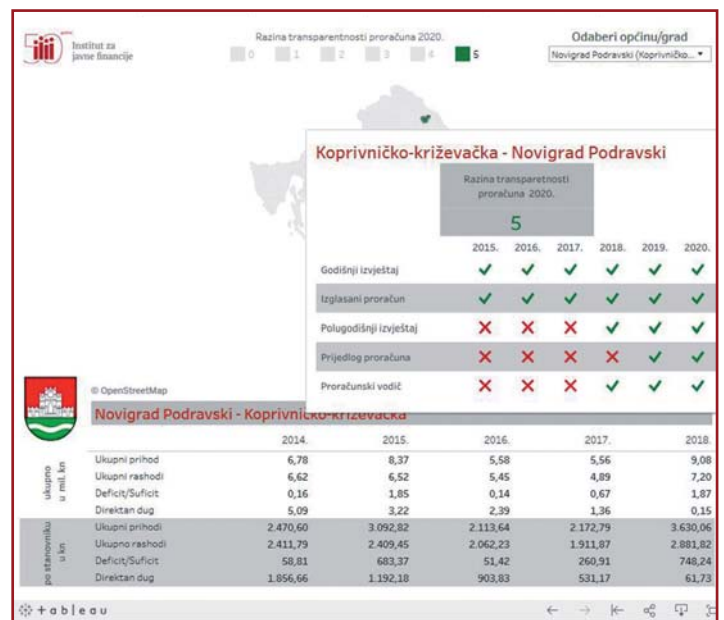 Institut za
javne financije
Razina transparentnosti proračuna 2020.
0 1 2 3 4 5
Odaberi općinu/grad
Novigrad Podravski (Koprivničko...
Koprivničko-križevačka - Novigrad Podravski
Razina transparetnosti
proračuna 2020.
5
2015. 2016. 2017. 2018. 2019. 2020.
Godišnji izvještaj
Izglasani proračun
Polugodišnji izvještaj
Prijedlog proračuna
Proračunski vodič
© OpenStreetMap
Novigrad Podravski - Koprivničko-križevačka
2014. 2015. 2016. 2017. 2018.
ukupno
u mil. kn
Ukupni prihod 6,78 8,37 5,58 5,56 9,08
Ukupni rashodi 6,62 6,52 5,45 4,89 7,20
Deficit/Suficit 0,16 1,85 0,14 0,67 1,87
Direktan dug 5,09 3,22 2,39 1,36 0,15
po stanovniku
u kn
Ukupni prihodi 2.470,60 3.092,82 2.113,64 2.172,79 3.630,06
Ukupno rashodi 2.411,79 2.409,45 2.062,23 1.911,87 2.881,82
Deficit/Suficit 58,81 683,37 51,42 260,91 748,24
Direktan dug 1.856,66 1.192,18 903,83 531,17 61,73
+ableau